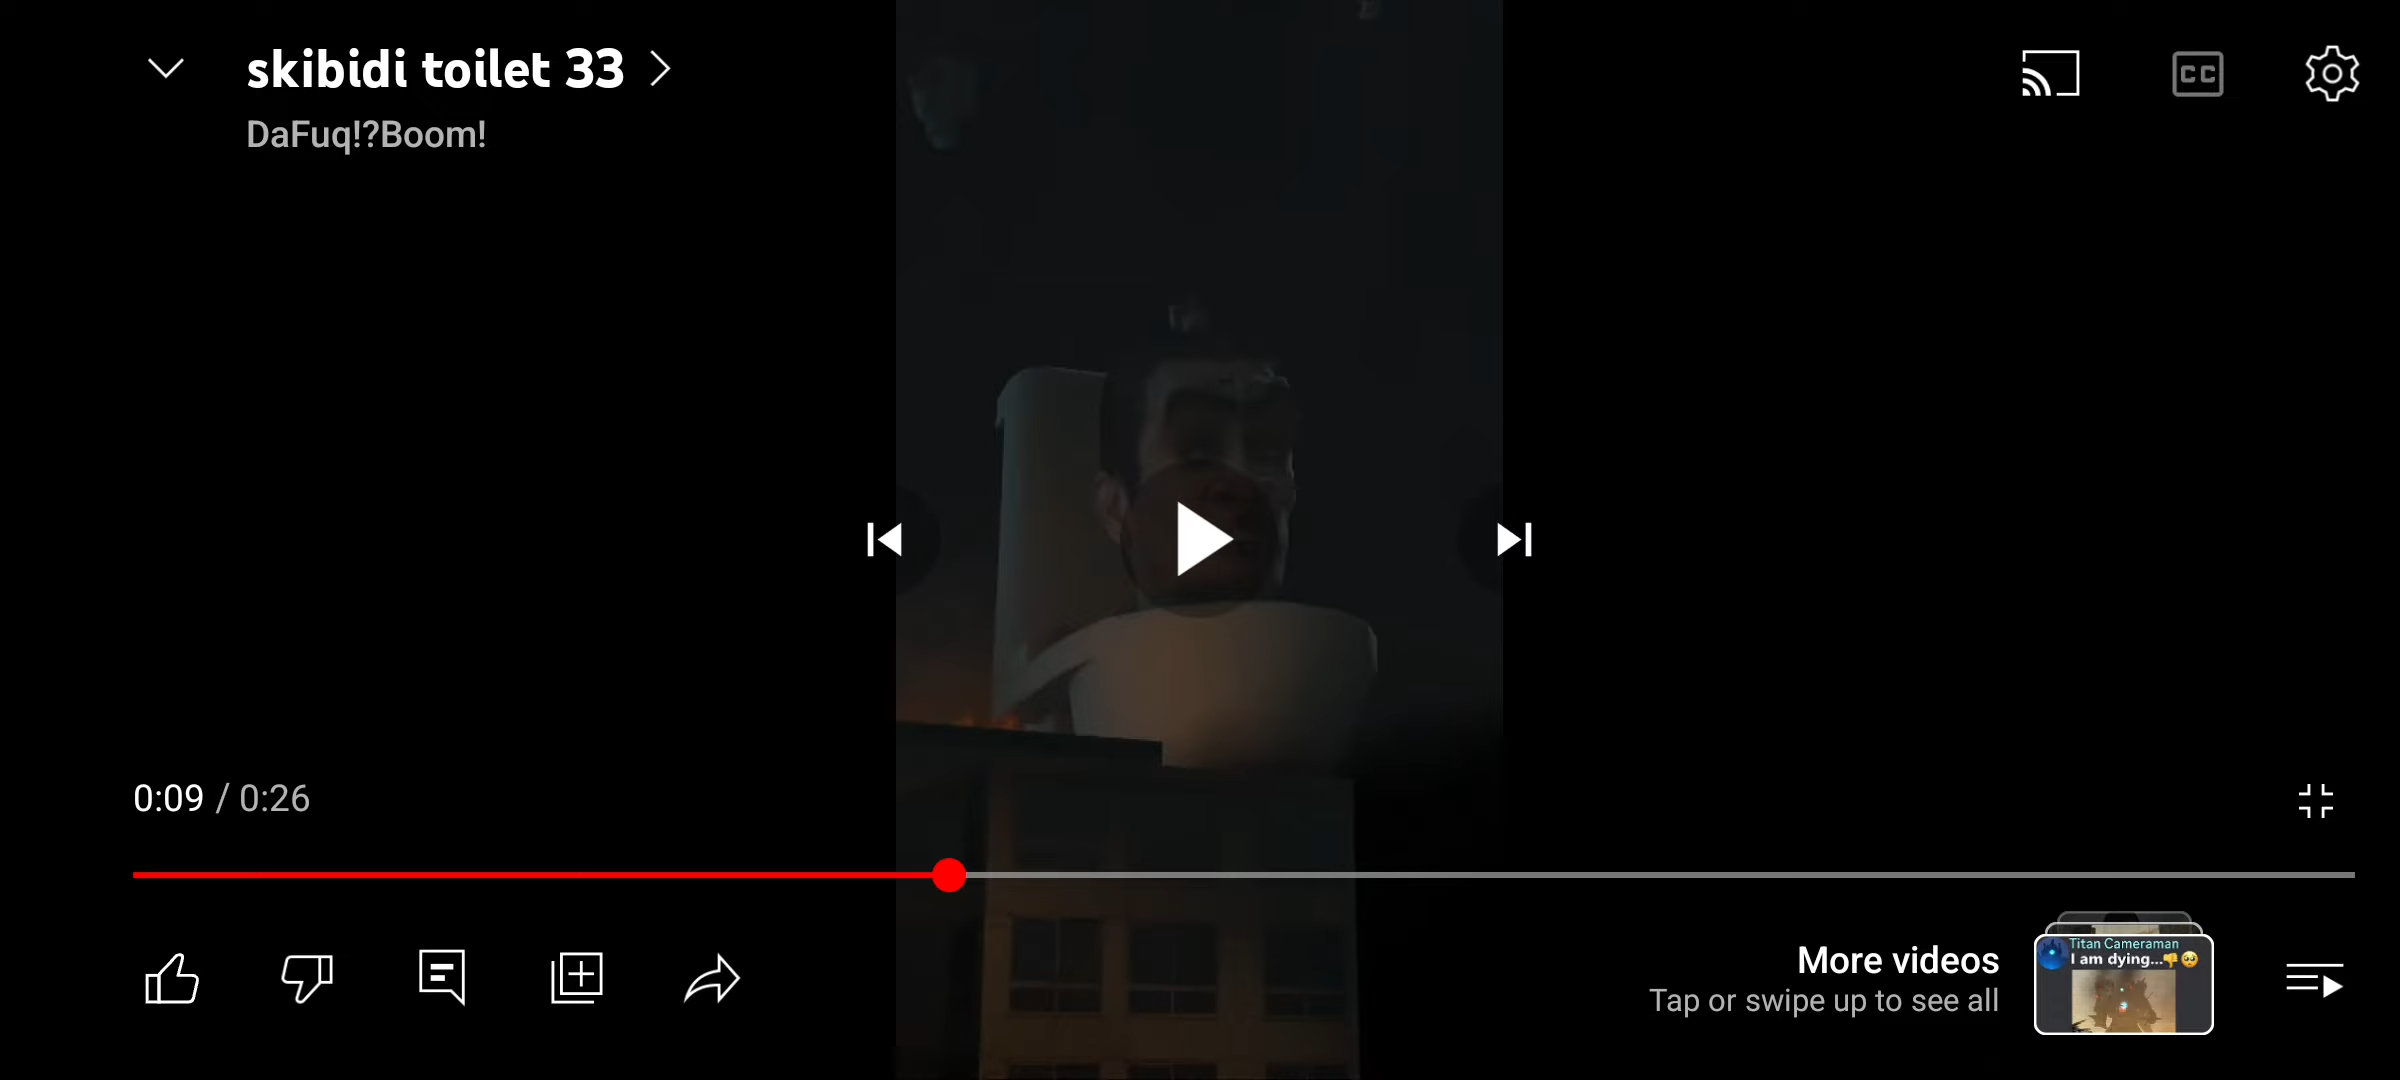 skibidi toilet 33
DaFuq!?Boom!
CC
0:09 / 0:26
More videos
Tap or swipe up to see all
Titan Cameraman
I am dying...👎🥺